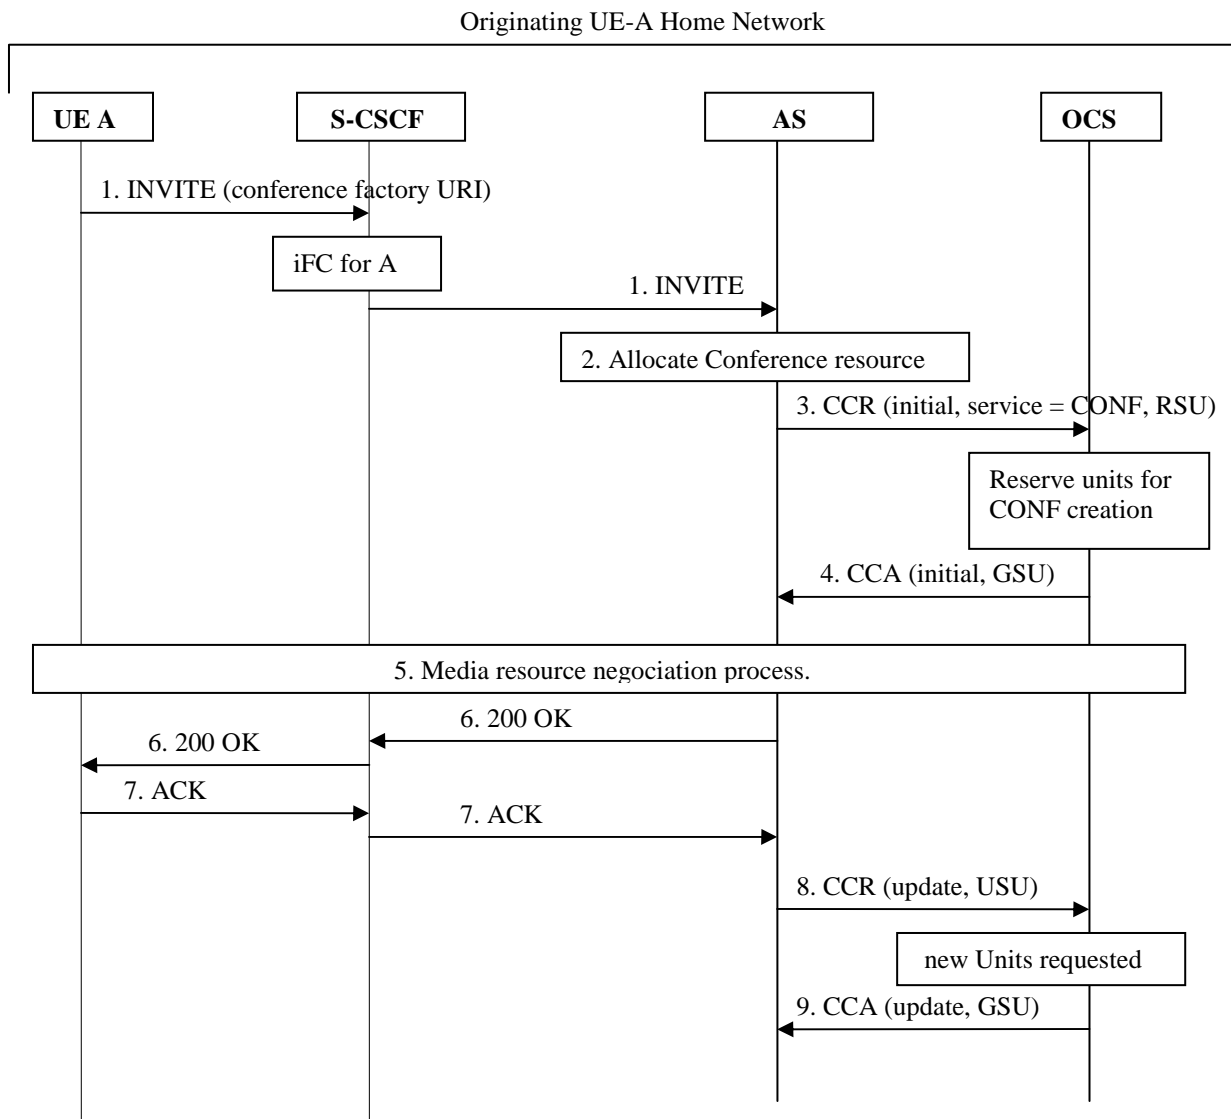 Originating UE-A Home Network
UE A
S-CSCF
AS
OCS
1. INVITE (conference factory URI)
iFC for A
1. INVITE
2. Allocate Conference resource
3. CCR (initial, service = CONF, RSU)
Reserve units for
CONF creation
4. CCA (initial, GSU)
5. Media resource negociation process.
6. 200 OK
6. 200 OK
7. ACK
7. ACK
8. CCR (update, USU)
new Units requested
9. CCA (update, GSU)